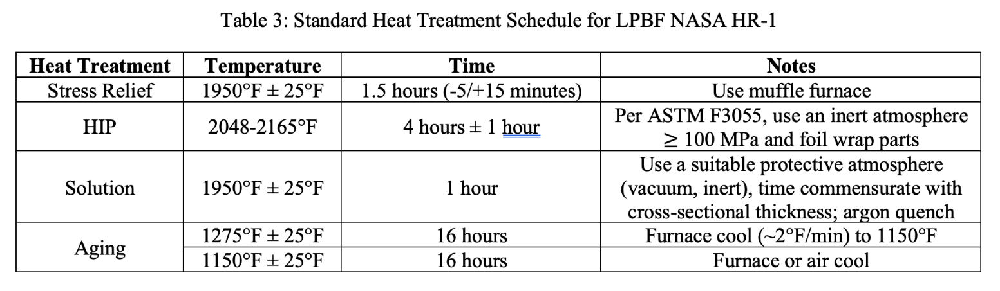 Table 3: Standard Heat Treatment Schedule for LPBF NASA HR-1
Heat Treatment Temperature Time Notes
Stress Relief 1950°F ± 25°F 1.5 hours (-5/+15 minutes) Use muffle furnace
HIP 2048-2165°F 4 hours ± 1 hour Per ASTM F3055, use an inert atmosphere
≥ 100 MPa and foil wrap parts
Solution 1950°F ± 25°F 1 hour Use a suitable protective atmosphere
(vacuum, inert), time commensurate with
cross-sectional thickness; argon quench
Aging 1275°F ± 25°F 16 hours Furnace cool (~2°F/min) to 1150°F
1150°F ± 25°F 16 hours Furnace or air cool